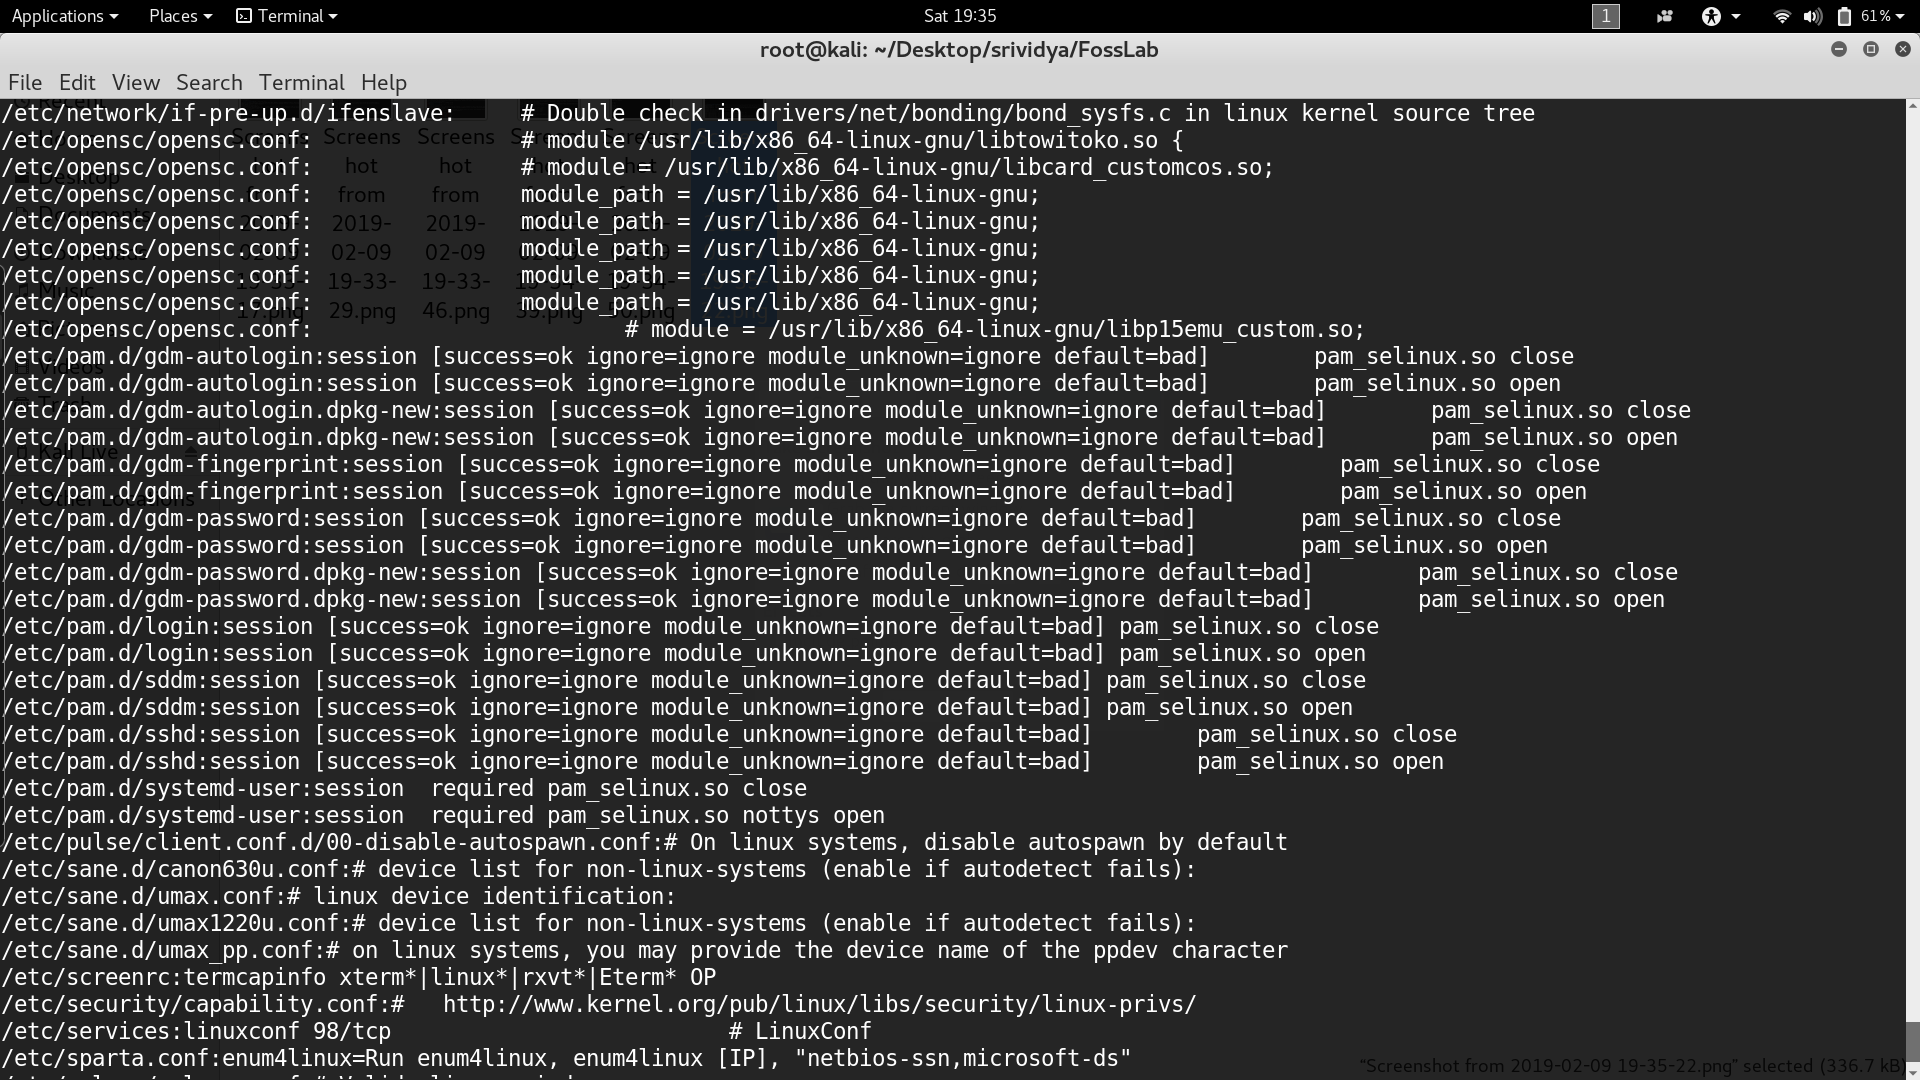 Applications Places Terminal Sat 19:35 1 61%
root@kali: ~/Desktop/srividya/FossLab
File Edit View Search Terminal Help
/etc/network/if-pre-up.d/ifenslave: # Double check in drivers/net/bonding/bond_sysfs.c in linux kernel source tree
/etc/opensc/opensc.conf: # module /usr/lib/x86_64-linux-gnu/libtowitoko.so {
/etc/opensc/opensc.conf: # module = /usr/lib/x86_64-linux-gnu/libcard_customcos.so;
/etc/opensc/opensc.conf: module_path = /usr/lib/x86_64-linux-gnu;
/etc/opensc/opensc.conf: module_path = /usr/lib/x86_64-linux-gnu;
/etc/opensc/opensc.conf: module_path = /usr/lib/x86_64-linux-gnu;
/etc/opensc/opensc.conf: module_path = /usr/lib/x86_64-linux-gnu;
/etc/opensc/opensc.conf: module_path = /usr/lib/x86_64-linux-gnu;
/etc/opensc/opensc.conf: # module = /usr/lib/x86_64-linux-gnu/libp15emu_custom.so;
/etc/pam.d/gdm-autologin:session [success=ok ignore=ignore module_unknown=ignore default=bad] pam_selinux.so close
/etc/pam.d/gdm-autologin:session [success=ok ignore=ignore module_unknown=ignore default=bad] pam_selinux.so open
/etc/pam.d/gdm-autologin.dpkg-new:session [success=ok ignore=ignore module_unknown=ignore default=bad] pam_selinux.so close
/etc/pam.d/gdm-autologin.dpkg-new:session [success=ok ignore=ignore module_unknown=ignore default=bad] pam_selinux.so open
/etc/pam.d/gdm-fingerprint:session [success=ok ignore=ignore module_unknown=ignore default=bad] pam_selinux.so close
/etc/pam.d/gdm-fingerprint:session [success=ok ignore=ignore module_unknown=ignore default=bad] pam_selinux.so open
/etc/pam.d/gdm-password:session [success=ok ignore=ignore module_unknown=ignore default=bad] pam_selinux.so close
/etc/pam.d/gdm-password:session [success=ok ignore=ignore module_unknown=ignore default=bad] pam_selinux.so open
/etc/pam.d/gdm-password.dpkg-new:session [success=ok ignore=ignore module_unknown=ignore default=bad] pam_selinux.so close
/etc/pam.d/gdm-password.dpkg-new:session [success=ok ignore=ignore module_unknown=ignore default=bad] pam_selinux.so open
/etc/pam.d/login:session [success=ok ignore=ignore module_unknown=ignore default=bad] pam_selinux.so close
/etc/pam.d/login:session [success=ok ignore=ignore module_unknown=ignore default=bad] pam_selinux.so open
/etc/pam.d/sddm:session [success=ok ignore=ignore module_unknown=ignore default=bad] pam_selinux.so close
/etc/pam.d/sddm:session [success=ok ignore=ignore module_unknown=ignore default=bad] pam_selinux.so open
/etc/pam.d/sshd:session [success=ok ignore=ignore module_unknown=ignore default=bad] pam_selinux.so close
/etc/pam.d/sshd:session [success=ok ignore=ignore module_unknown=ignore default=bad] pam_selinux.so open
/etc/pam.d/systemd-user:session required pam_selinux.so close
/etc/pam.d/systemd-user:session required pam_selinux.so nottys open
/etc/pulse/client.conf.d/00-disable-autospawn.conf:# On linux systems, disable autospawn by default
/etc/sane.d/canon630u.conf:# device list for non-linux-systems (enable if autodetect fails):
/etc/sane.d/umax.conf:# linux device identification:
/etc/sane.d/umax1220u.conf:# device list for non-linux-systems (enable if autodetect fails):
/etc/sane.d/umax_pp.conf:# on linux systems, you may provide the device name of the ppdev character
/etc/screenrc:termcapinfo xterm*|linux*|rxvt*|Eterm* OP
/etc/security/capability.conf:# http://www.kernel.org/pub/linux/libs/security/linux-privs/
/etc/services:linuxconf 98/tcp # LinuxConf
/etc/sparta.conf:enum4linux=Run enum4linux, enum4linux [IP], "netbios-ssn,microsoft-ds"
"Screenshot from 2019-02-09 19-35-22.png" selected (336.7 kB)